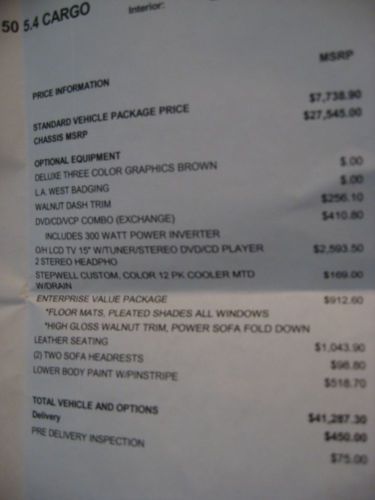 50 5.4 CARGO Interior:
MSRP
PRICE INFORMATION
STANDARD VEHICLE PACKAGE PRICE $7,738.90
CHASSIS MSRP $27,545.00
OPTIONAL EQUIPMENT
DELUXE THREE COLOR GRAPHICS BROWN $.00
L.A. WEST BADGING $.00
WALNUT DASH TRIM $256.10
DVD/CD/VCP COMBO (EXCHANGE) $410.80
INCLUDES 300 WATT POWER INVERTER
O/H LCD TV 15" W/TUNER/STEREO DVD/CD PLAYER $2,593.50
2 STEREO HEADPHO
STEPWELL CUSTOM, COLOR 12 PK COOLER MTD $169.00
W/DRAIN
ENTERPRISE VALUE PACKAGE $912.60
*FLOOR MATS, PLEATED SHADES ALL WINDOWS
*HIGH GLOSS WALNUT TRIM, POWER SOFA FOLD DOWN
LEATHER SEATING $1,043.90
(2) TWO SOFA HEADRESTS $98.80
LOWER BODY PAINT W/PINSTRIPE $518.70
TOTAL VEHICLE AND OPTIONS $41,287.30
Delivery $450.00
PRE DELIVERY INSPECTION $75.00